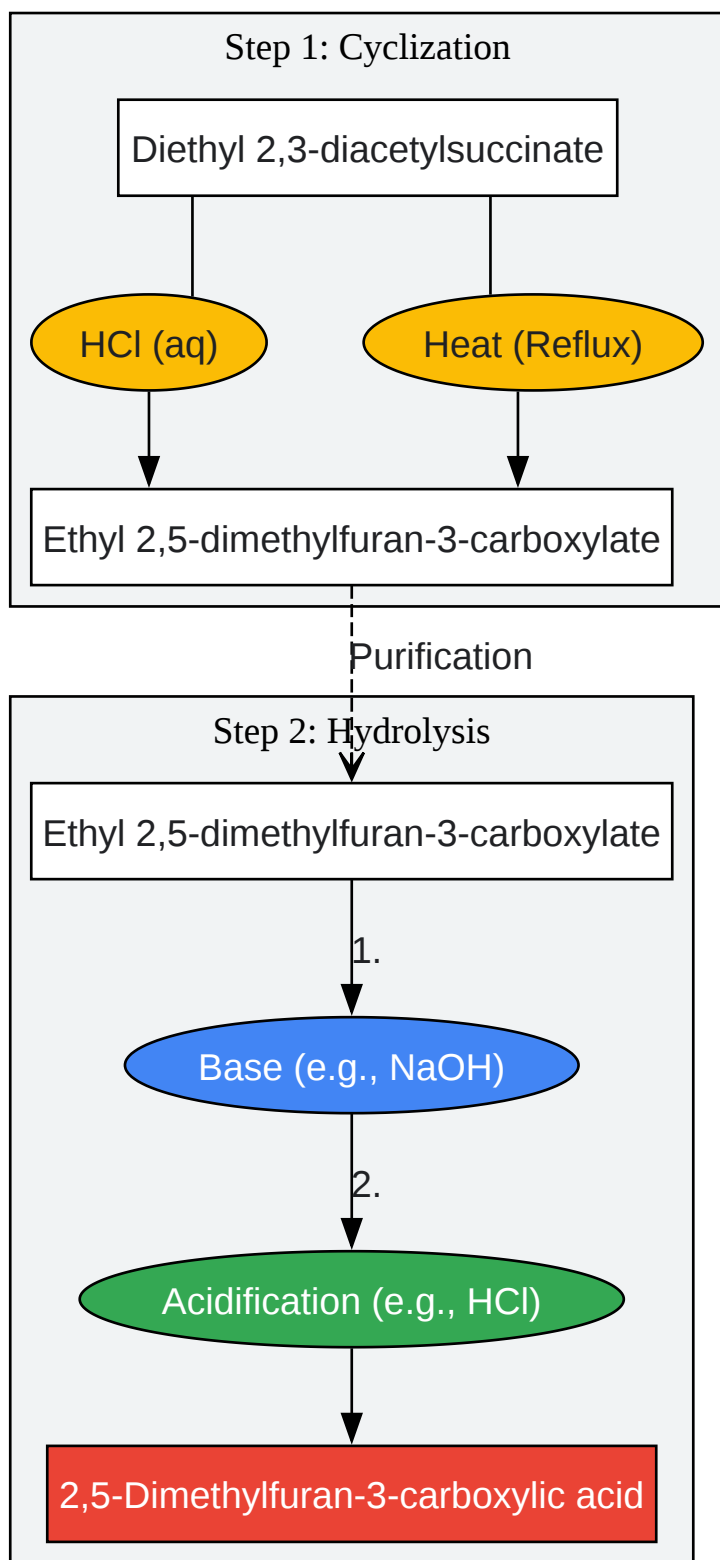 Step 1: Cyclization
Diethyl 2,3-diacetylsuccinate
HCl (aq)
Heat (Reflux)
Ethyl 2,5-dimethylfuran-3-carboxylate
Purification
Step 2: Hydrolysis
Ethyl 2,5-dimethylfuran-3-carboxylate
1.
Base (e.g., NaOH)
2.
Acidification (e.g., HCl)
2,5-Dimethylfuran-3-carboxylic acid